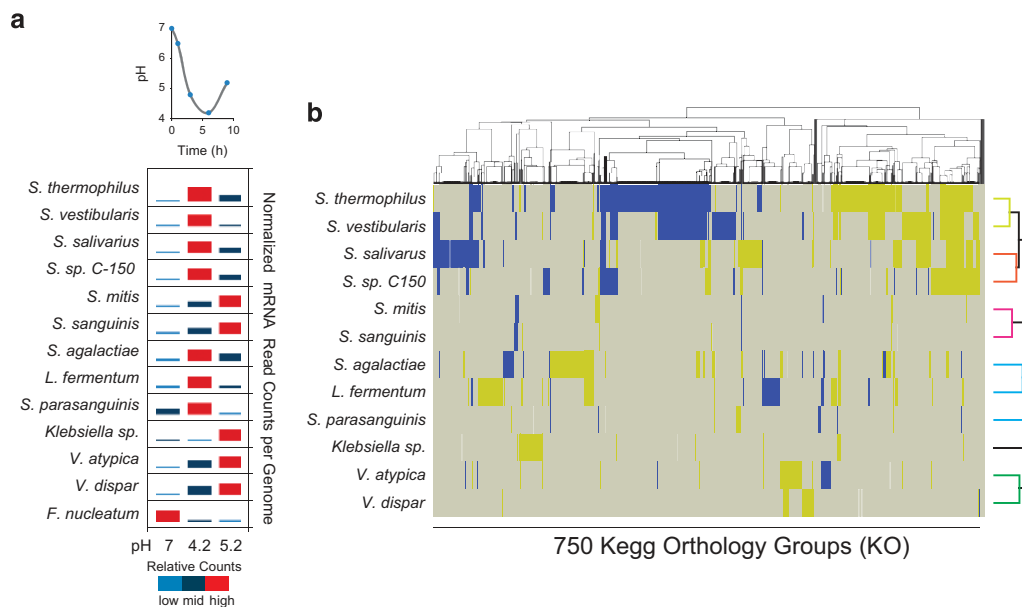 a
7
6
5
4
pH
0 5 10
Time (h)
S. thermophilus
S. vestibularis
S. salivarius
S. sp. C-150
S. mitis
S. sanguinis
S. agalactiae
L. fermentum
S. parasanguinis
Klebsiella sp.
V. atypica
V. dispar
F. nucleatum
Normalized mRNA Read Counts per Genome
pH 7 4.2 5.2
Relative Counts
low mid high
b
S. thermophilus
S. vestibularis
S. salivarus
S. sp. C150
S. mitis
S. sanguinis
S. agalactiae
L. fermentum
S. parasanguinis
Klebsiella sp.
V. atypica
V. dispar
750 Kegg Orthology Groups (KO)